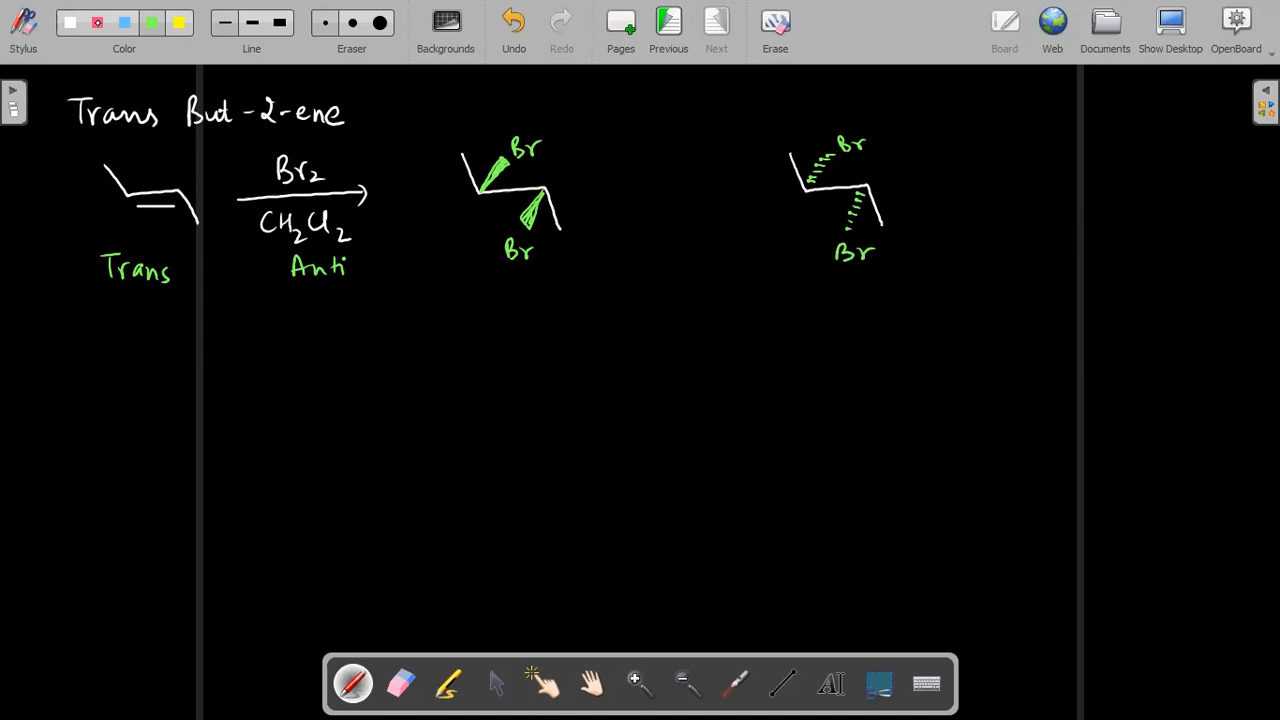 Stylus
Color
Line
Eraser
Backgrounds
Undo
Redo
Pages
Previous
Next
Erase
Board
Web
Documents
Show Desktop
OpenBoard
Trans But-2-ene
Br2
CH2Cl2
Trans
Anti
Br
Br
Br
Br
AI